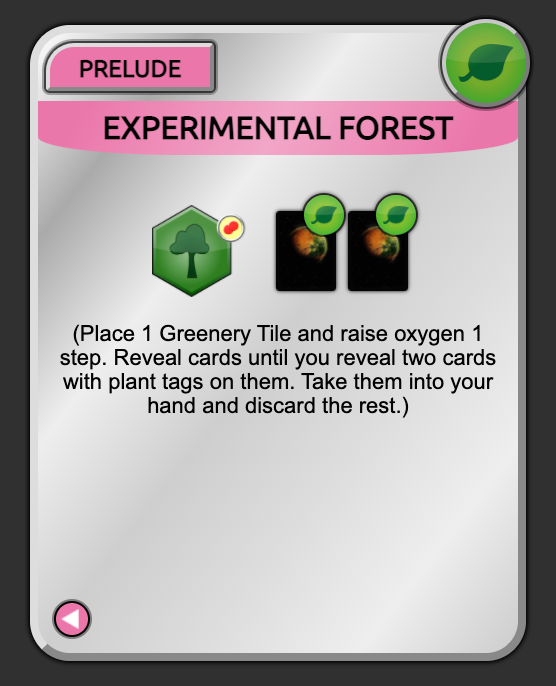 PRELUDE
EXPERIMENTAL FOREST
(Place 1 Greenery Tile and raise oxygen 1
step. Reveal cards until you reveal two cards
with plant tags on them. Take them into your
hand and discard the rest.)